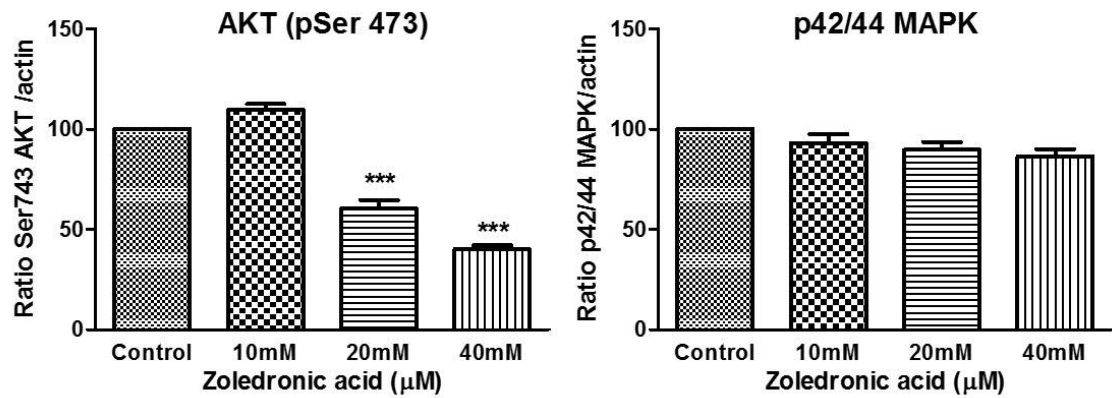 AKT (pSer 473)
Ratio Ser743 AKT /actin
150
100
50
0
***
***
Control 10mM 20mM 40mM
Zoledronic acid (μM)
p42/44 MAPK
Ratio p42/44 MAPK/actin
150
100
50
0
Control 10mM 20mM 40mM
Zoledronic acid (μM)